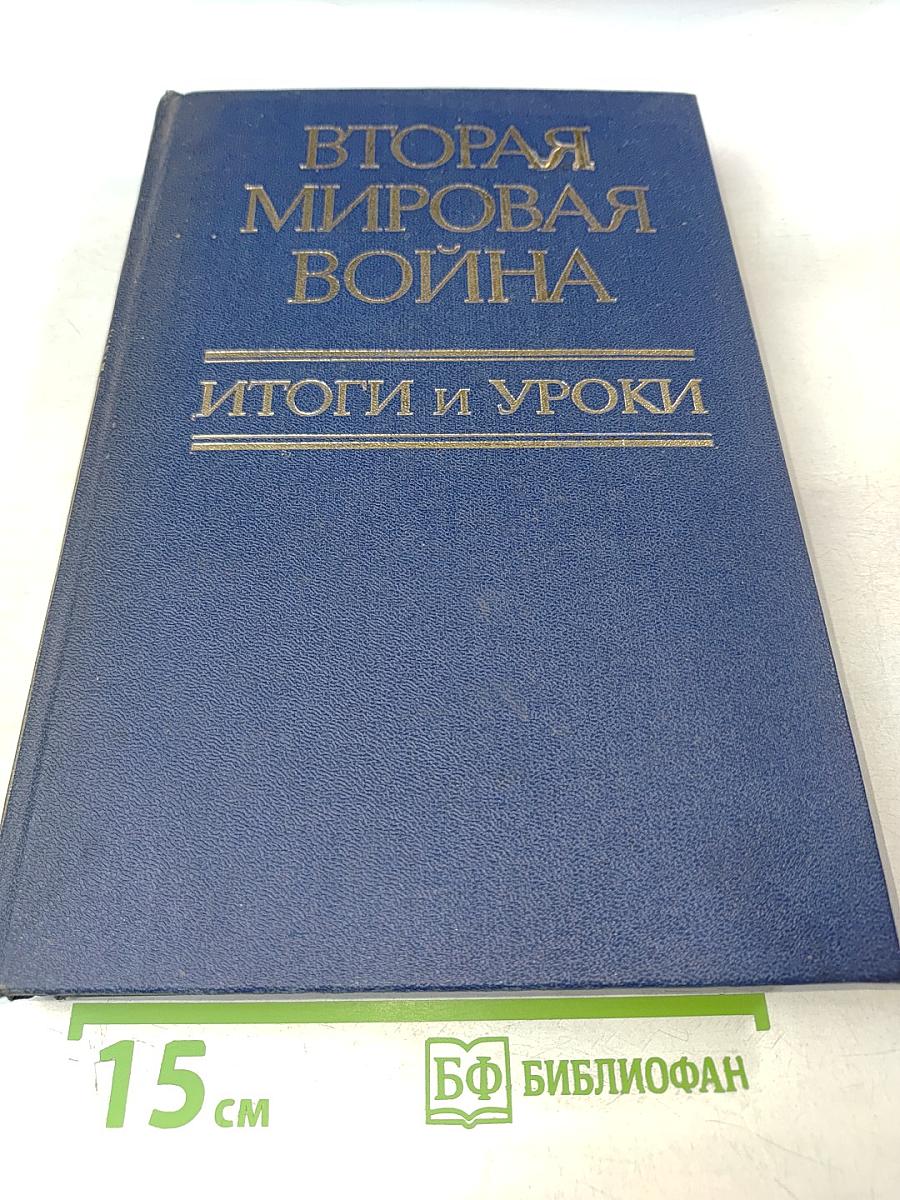 ВТОРАЯ
МИРОВАЯ
ВОЙНА
ИТОГИ и УРОКИ
15 см
БФ БИБЛИОФАН